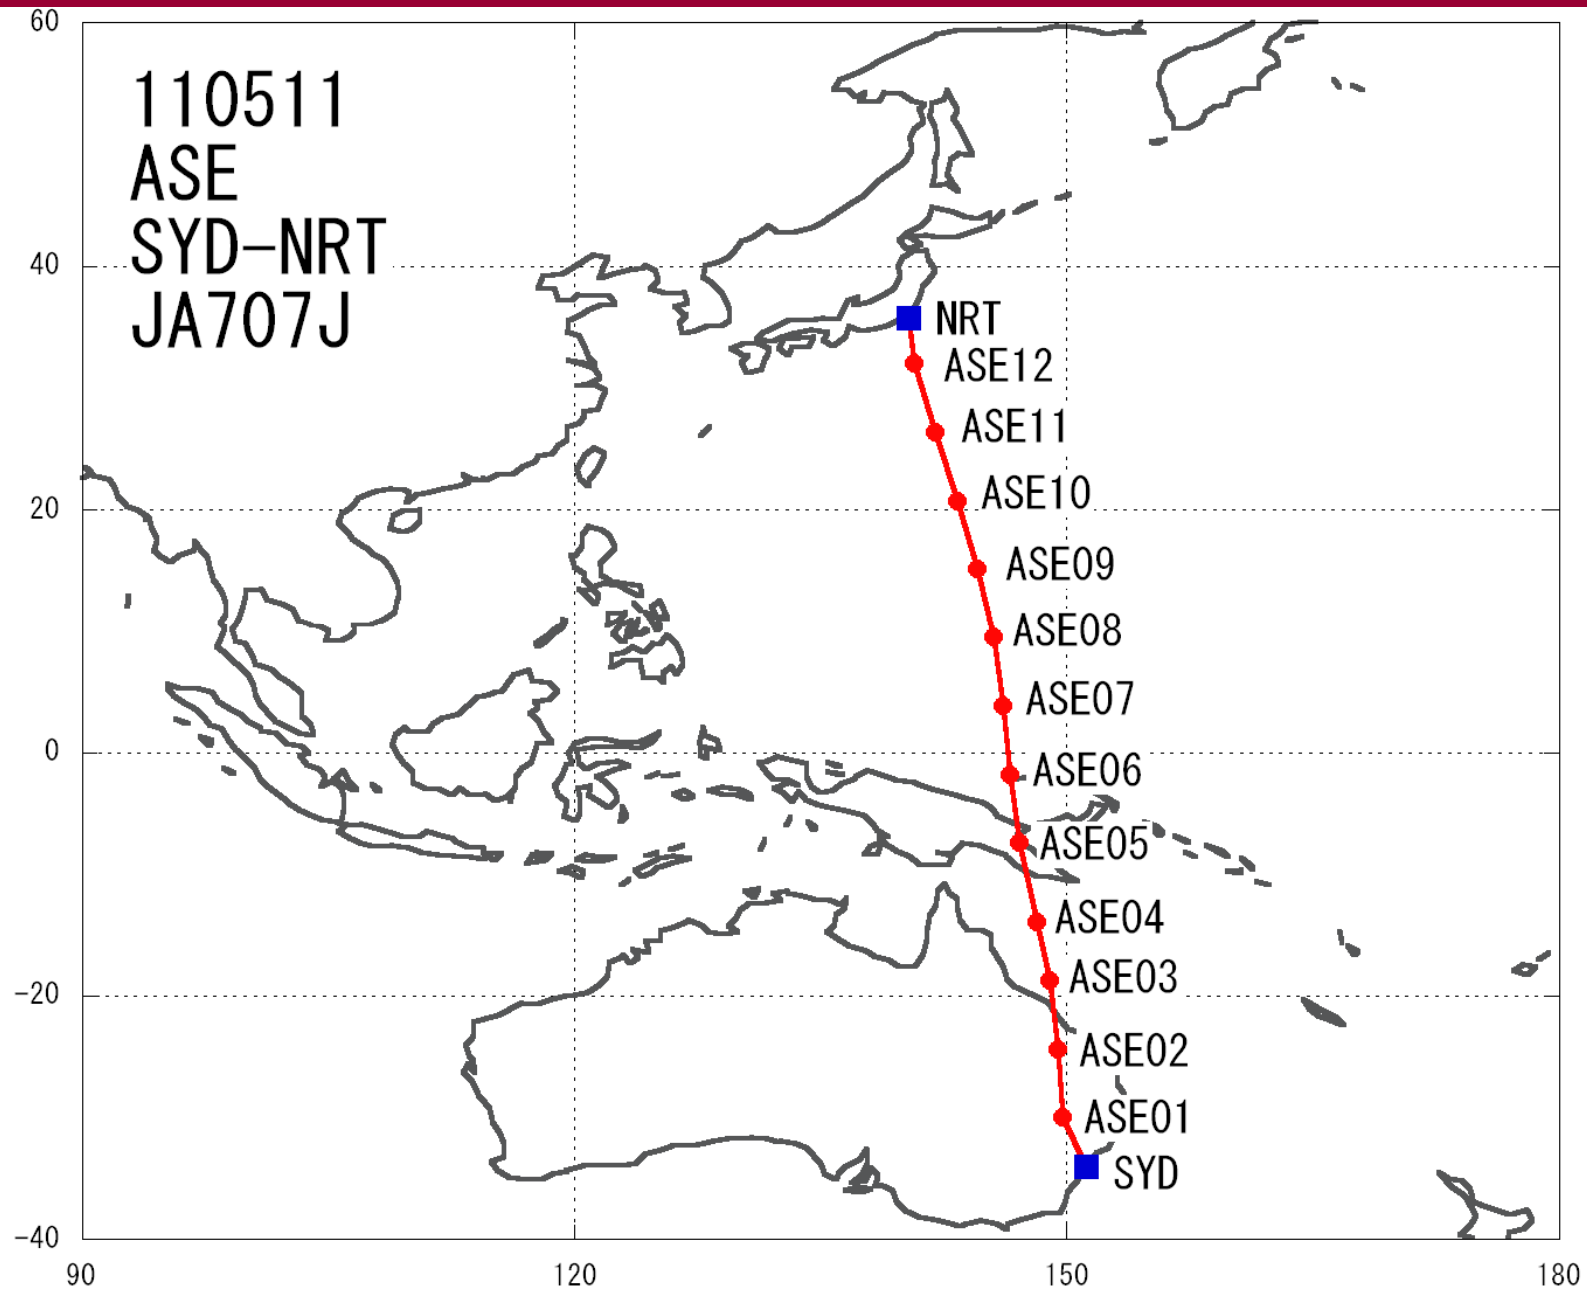 60
110511
ASE
SYD-NRT
40
JA707J
NRT
ASE12
ASE11
20
ASE10
ASE09
ASE08
ASE07
0
ASE06
ASE05
ASE04
ASE03
-20
ASE02
ASE01
SYD
-40
90 120 150 180